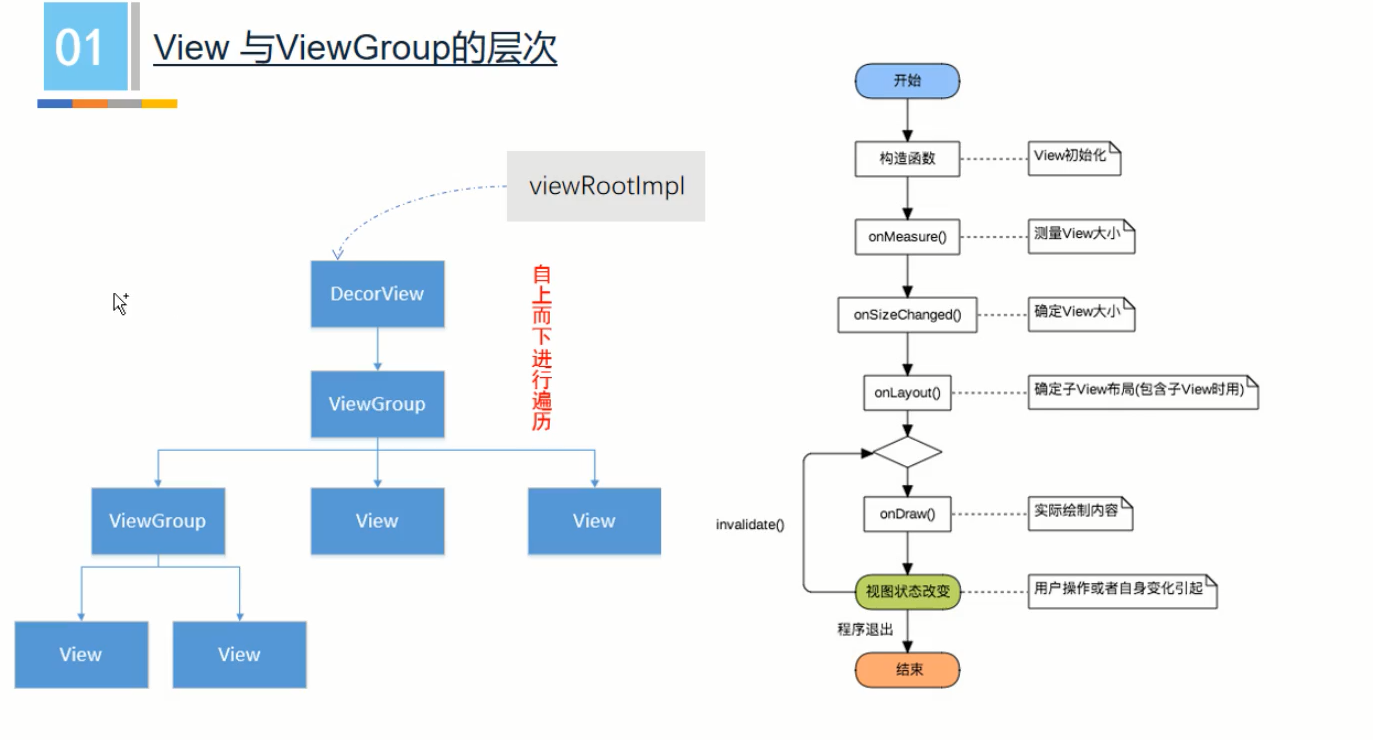 01
View 与ViewGroup的层次
viewRootImpl
DecorView
ViewGroup
自上而下进行遍历
ViewGroup
View
View
View
View
开始
构造函数
View初始化
onMeasure()
测量View大小
onSizeChanged()
确定View大小
onLayout()
确定子View布局(包含子View时用)
invalidate()
onDraw()
实际绘制内容
视图状态改变
用户操作或者自身变化引起
程序退出
结束